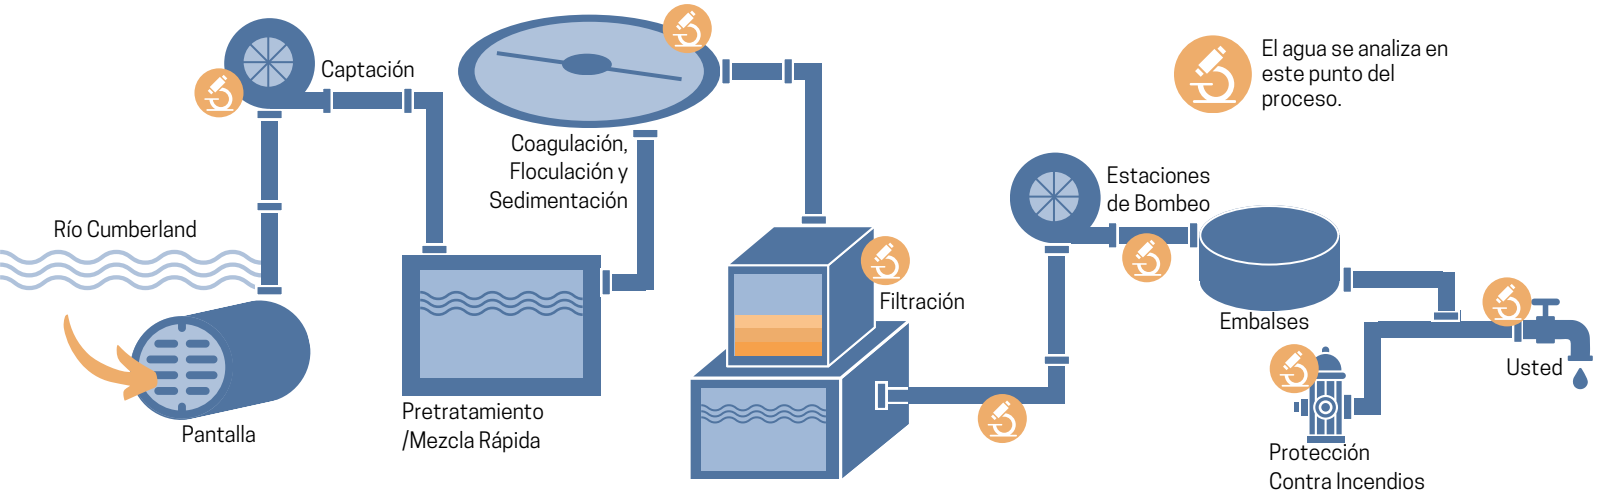 Río Cumberland
Pantalla
Captación
Pretratamiento
/Mezcla Rápida
Coagulación,
Floculación y
Sedimentación
Filtración
Estaciones
de Bombeo
Embalses
Protección
Contra Incendios
Usted
El agua se analiza en
este punto del
proceso.